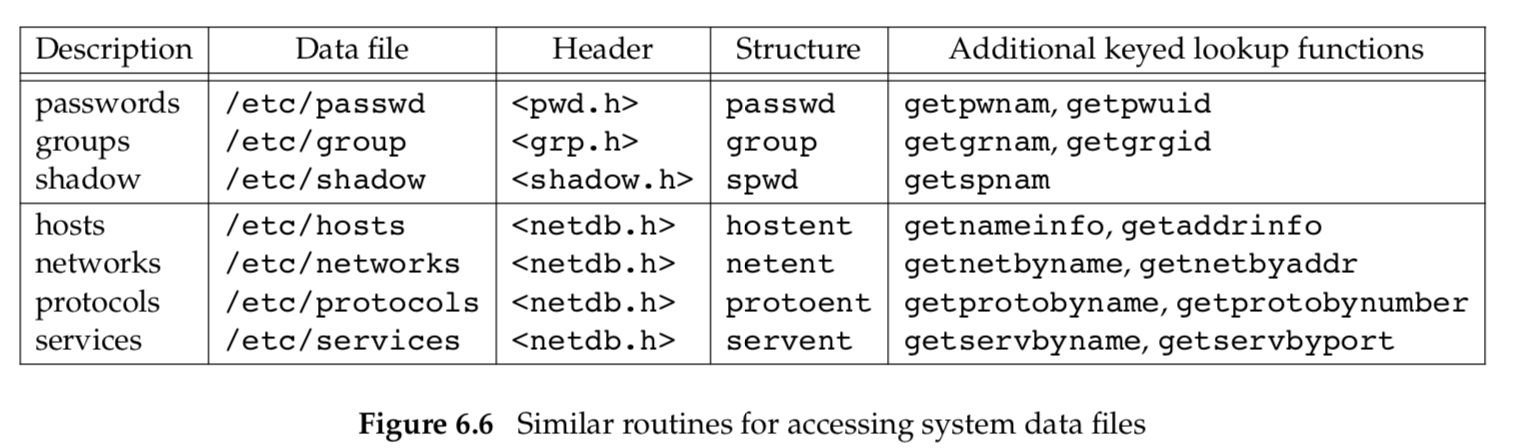 Description Data file Header Structure Additional keyed lookup functions
passwords /etc/passwd <pwd.h> passwd getpwnam, getpwuid
groups /etc/group <grp.h> group getgrnam, getgrgid
shadow /etc/shadow <shadow.h> spwd getspnam
hosts /etc/hosts <netdb.h> hostent getnameinfo, getaddrinfo
networks /etc/networks <netdb.h> netent getnetbyname, getnetbyaddr
protocols /etc/protocols <netdb.h> protoent getprotobyname, getprotobynumber
services /etc/services <netdb.h> servent getservbyname, getservbyport
Figure 6.6 Similar routines for accessing system data files